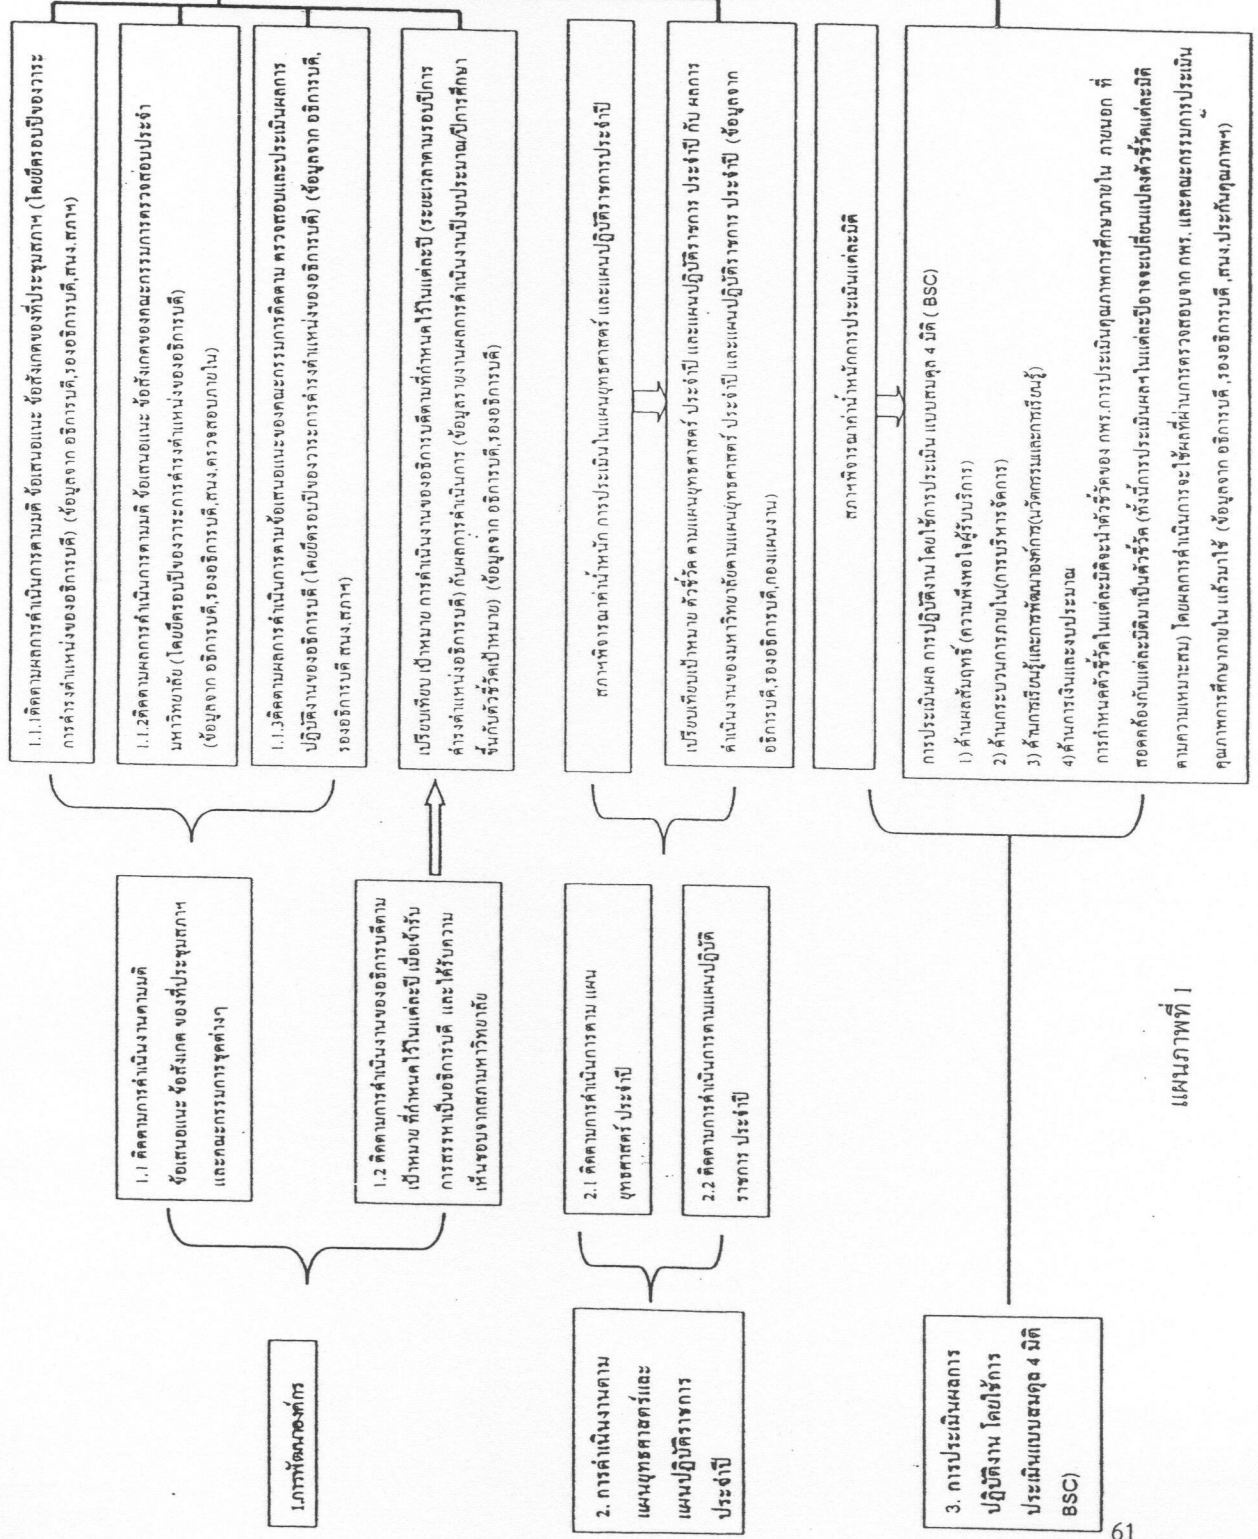 1.การพัฒนาองค์กร
1.1 ติดตามการดำเนินงานตามมติ
ข้อเสนอแนะ ข้อสังเกต ของที่ประชุมสภาฯ
และคณะกรรมการชุดต่างๆ
1.1.1ติดตามผลการดำเนินการตามมติ ข้อเสนอแนะ ข้อสังเกตของที่ประชุมสภาฯ (โดยยึดรอบปีของวาระ
การดำรงตำแหน่งของอธิการบดี) (ข้อมูลจาก อธิการบดี,รองอธิการบดี,สนง.สภาฯ)
1.1.2ติดตามผลการดำเนินการตามมติ ข้อเสนอแนะ ข้อสังเกตของคณะกรรมการตรวจสอบประจำ
มหาวิทยาลัย (โดยยึดรอบปีของวาระการดำรงตำแหน่งของอธิการบดี)
(ข้อมูลจาก อธิการบดี,รองอธิการบดี,สนง.ตรวจสอบภายใน)
1.1.3ติดตามผลการดำเนินการตามข้อเสนอแนะของคณะกรรมการติดตาม ตรวจสอบและประเมินผลการ
ปฏิบัติงานของอธิการบดี (โดยยึดรอบปีของวาระการดำรงตำแหน่งของอธิการบดี) (ข้อมูลจาก อธิการบดี,
รองอธิการบดี สนง.สภาฯ)
1.2 ติดตามการดำเนินงานของอธิการบดีตาม
เป้าหมาย ที่กำหนดไว้ในแต่ละปี เมื่อเข้ารับ
การสรรหาเป็นอธิการบดี และได้รับความ
เห็นชอบจากสภามหาวิทยาลัย
เปรียบเทียบ เป้าหมาย การดำเนินงานของอธิการบดีตามที่กำหนดไว้ในแต่ละปี (ระยะเวลาตามรอบปีการ
ดำรงตำแหน่งอธิการบดี) กับผลการดำเนินการ (ข้อมูลรายงานผลการดำเนินงานปีงบประมาณ/ปีการศึกษา
ขึ้นกับตัวชี้วัดเป้าหมาย) (ข้อมูลจาก อธิการบดี,รองอธิการบดี)
2. การดำเนินงานตาม
แผนยุทธศาสตร์และ
แผนปฏิบัติราชการ
ประจำปี
2.1 ติดตามการดำเนินการตาม แผน
ยุทธศาสตร์ ประจำปี
2.2 ติดตามการดำเนินการตามแผนปฏิบัติ
ราชการ ประจำปี
สภาฯพิจารณาค่าน้ำหนัก การประเมินในแผนยุทธศาสตร์ และแผนปฏิบัติราชการประจำปี
เปรียบเทียบเป้าหมาย ตัวชี้วัด ตามแผนยุทธศาสตร์ ประจำปี และแผนปฏิบัติราชการ ประจำปี กับ ผลการ
ดำเนินงานของมหาวิทยาลัยตามแผนยุทธศาสตร์ ประจำปี และแผนปฏิบัติราชการ ประจำปี (ข้อมูลจาก
อธิการบดี,รองอธิการบดี,กองแผนงาน)
3. การประเมินผลการ
ปฏิบัติงาน โดยใช้การ
ประเมินแบบสมดุล 4 มิติ
BSC)
สภาฯพิจารณาค่าน้ำหนักการประเมินแต่ละมิติ
การประเมินผล การปฏิบัติงาน โดยใช้การประเมิน แบบสมดุล 4 มิติ ( BSC)
1) ด้านผลสัมฤทธิ์ (ความพึงพอใจผู้รับบริการ)
2) ด้านกระบวนการภายใน(การบริหารจัดการ)
3) ด้านการเรียนรู้และการพัฒนาองค์การ(นวัตกรรมและการเรียนรู้)
4)ด้านการเงินและงบประมาณ
การกำหนดตัวชี้วัดในแต่ละมิติจะนำตัวชี้วัดของ กพร.การประเมินคุณภาพการศึกษาภายใน ภายนอก ที่
สอดคล้องกับแต่ละมิติมาเป็นตัวชี้วัด (ทั้งนี้การประเมินผลฯในแต่ละปีอาจจะเปลี่ยนแปลงตัวชี้วัดแต่ละมิติ
ตามความเหมาะสม) โดยผลการดำเนินการจะใช้ผลที่ผ่านการตรวจสอบจาก กพร. และคณะกรรมการประเมิน
คุณภาพการศึกษาภายใน แล้วมาใช้ (ข้อมูลจาก อธิการบดี ,รองอธิการบดี ,สนง.ประกันคุณภาพฯ)
แผนภาพที่ 1
61